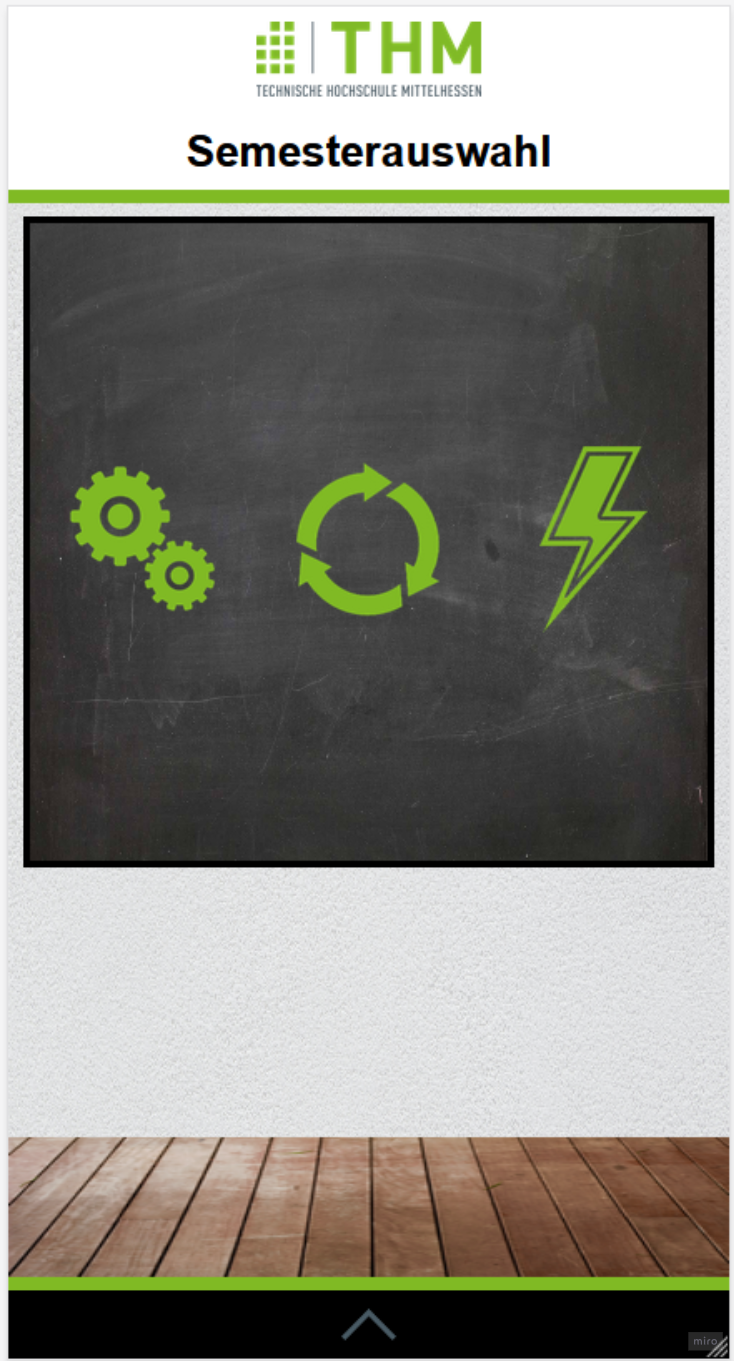 THM
TECHNISCHE HOCHSCHULE MITTELHESSEN
Semesterauswahl
miro